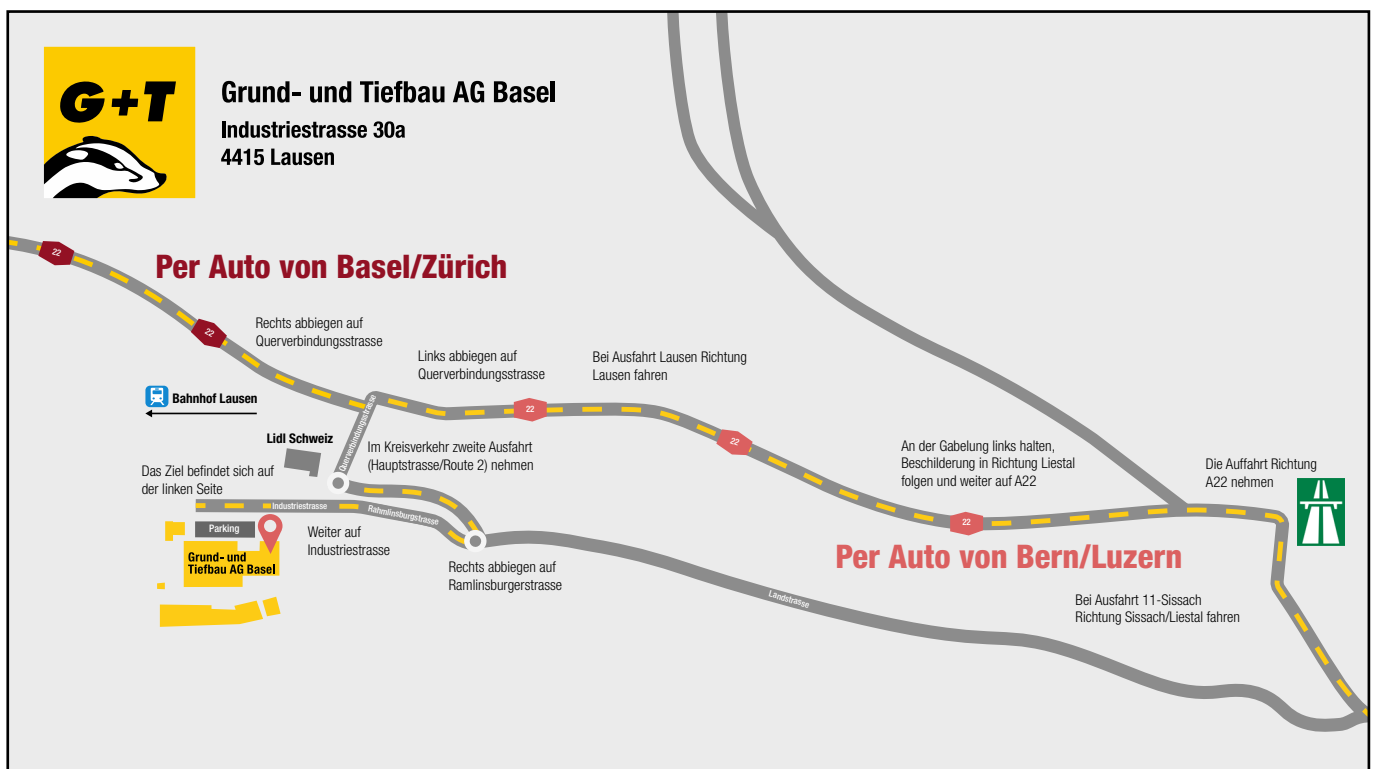 G+T
Grund- und Tiefbau AG Basel
Industriestrasse 30a
4415 Lausen
22
Per Auto von Basel/Zürich
22
Rechts abbiegen auf
Querverbindungsstrasse
Links abbiegen auf
Querverbindungsstrasse
Bei Ausfahrt Lausen Richtung
Lausen fahren
Bahnhof Lausen
22
22
Querverbindungsstrasse
Lidl Schweiz
Im Kreisverkehr zweite Ausfahrt
(Hauptstrasse/Route 2) nehmen
An der Gabelung links halten,
Beschilderung in Richtung Liestal
folgen und weiter auf A22
Die Auffahrt Richtung
A22 nehmen
Das Ziel befindet sich auf
der linken Seite
Industriestrasse
Rahmlinsburgstrasse
22
Parking
Weiter auf
Industriestrasse
Grund- und
Tiefbau AG Basel
Per Auto von Bern/Luzern
Rechts abbiegen auf
Ramlinsburgerstrasse
Landstrasse
Bei Ausfahrt 11-Sissach
Richtung Sissach/Liestal fahren